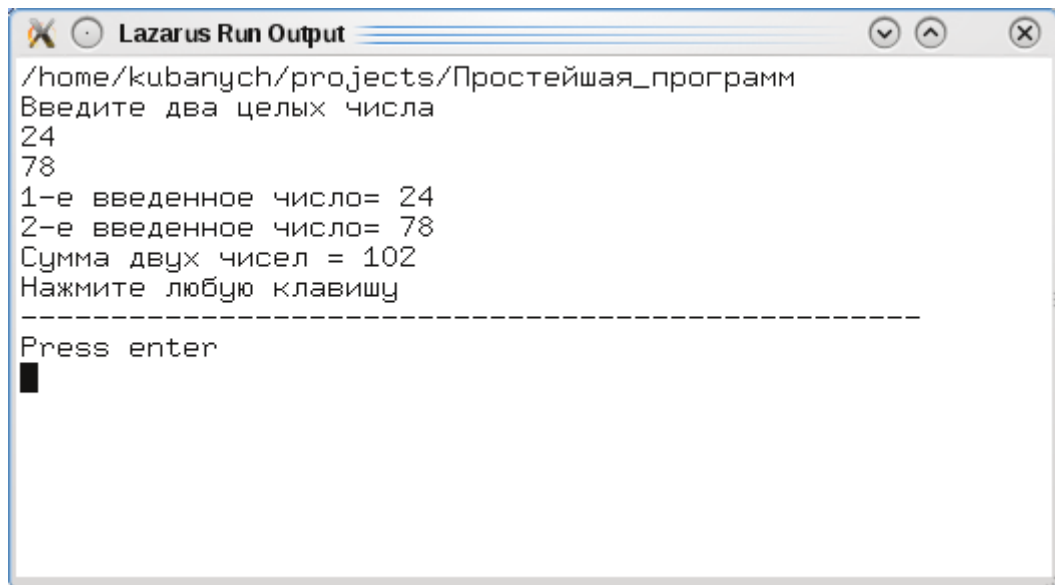 Lazarus Run Output
/home/kubanych/projects/Простейшая_программ
Введите два целых числа
24
78
1-е введенное число= 24
2-е введенное число= 78
Сумма двух чисел = 102
Нажмите любую клавишу
--------------------------------------------------
Press enter